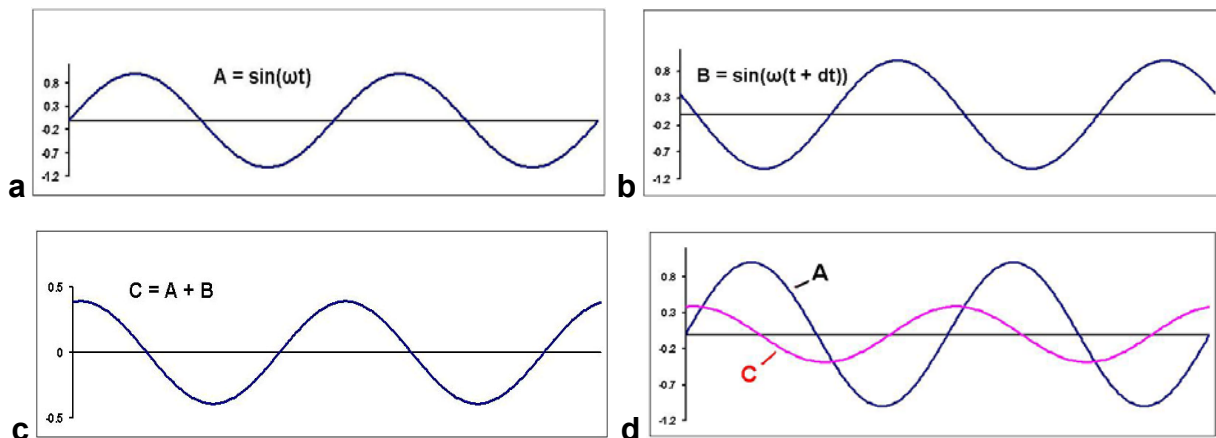 0.8
0.3
-0.2
-0.7
-1.2
A = sin(ωt)
a
0.8
0.3
-0.2
-0.7
-1.2
B = sin(ω(t + dt))
b
0.5
0
-0.5
C = A + B
c
0.8
0.3
-0.2
-0.7
-1.2
A
C
d